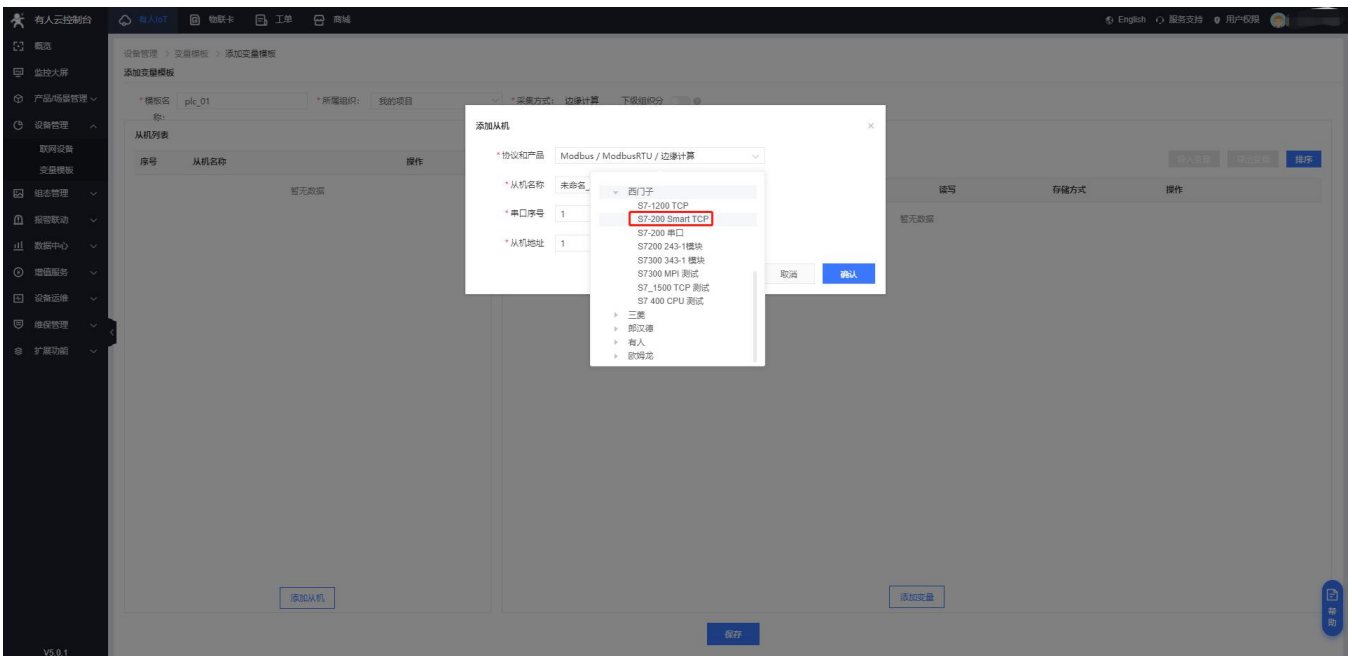 有人云控制台
有人IoT
物联卡
工单
商城
English
服务支持
用户权限
概览
监控大屏
产品/场景管理
设备管理
联网设备
变量模板
组态管理
报警联动
数据中心
增值服务
设备运维
维保管理
扩展功能
V5.0.1
设备管理 > 变量模板 > 添加变量模板
添加变量模板
*模板名称: plc_01
*所属组织: 我的项目
*采集方式: 边缘计算
下级组织分
从机列表
序号 从机名称 操作
暂无数据
添加从机
排序
读写 存储方式 操作
暂无数据
添加变量
保存
添加从机
*协议和产品 Modbus / ModbusRTU / 边缘计算
*从机名称 未命名_
*串口序号 1
*从机地址 1
西门子
S7-1200 TCP
S7-200 Smart TCP
S7-200 串口
S7200 243-1模块
S7300 343-1 模块
S7300 MPI 测试
S7_1500 TCP 测试
S7 400 CPU 测试
三菱
郎汉德
有人
欧姆龙
取消
确认
帮助